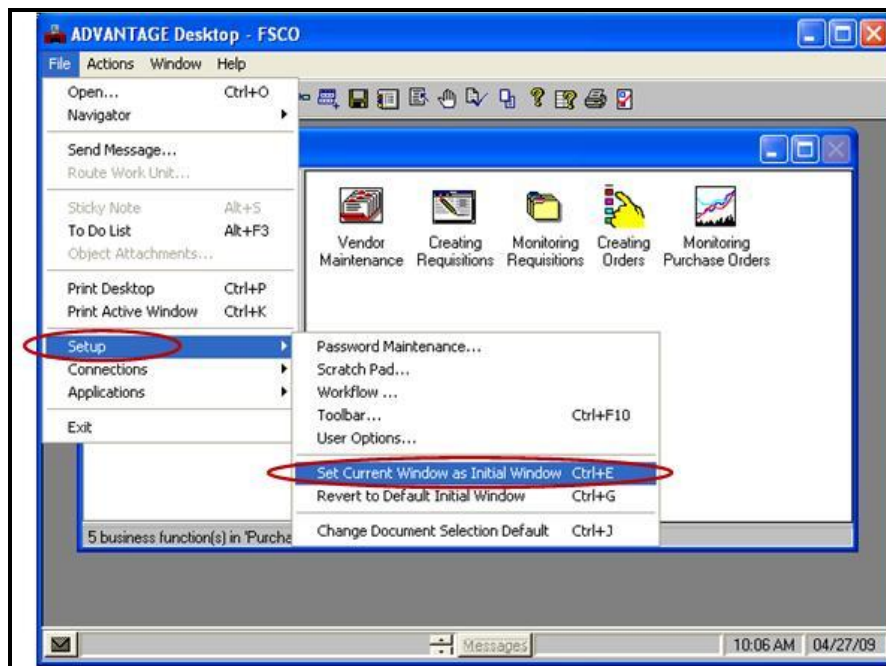 ADVANTAGE Desktop - FSCO
File Actions Window Help
Open... Ctrl+O
Navigator
Send Message...
Route Work Unit...
Sticky Note Alt+S
To Do List Alt+F3
Object Attachments...
Print Desktop Ctrl+P
Print Active Window Ctrl+K
Setup
Connections
Applications
Exit
Vendor Maintenance
Creating Requisitions
Monitoring Requisitions
Creating Orders
Monitoring Purchase Orders
Password Maintenance...
Scratch Pad...
Workflow ...
Toolbar... Ctrl+F10
User Options...
Set Current Window as Initial Window Ctrl+E
Revert to Default Initial Window Ctrl+G
Change Document Selection Default Ctrl+J
5 business function(s) in 'Purcha
Messages
10:06 AM 04/27/09